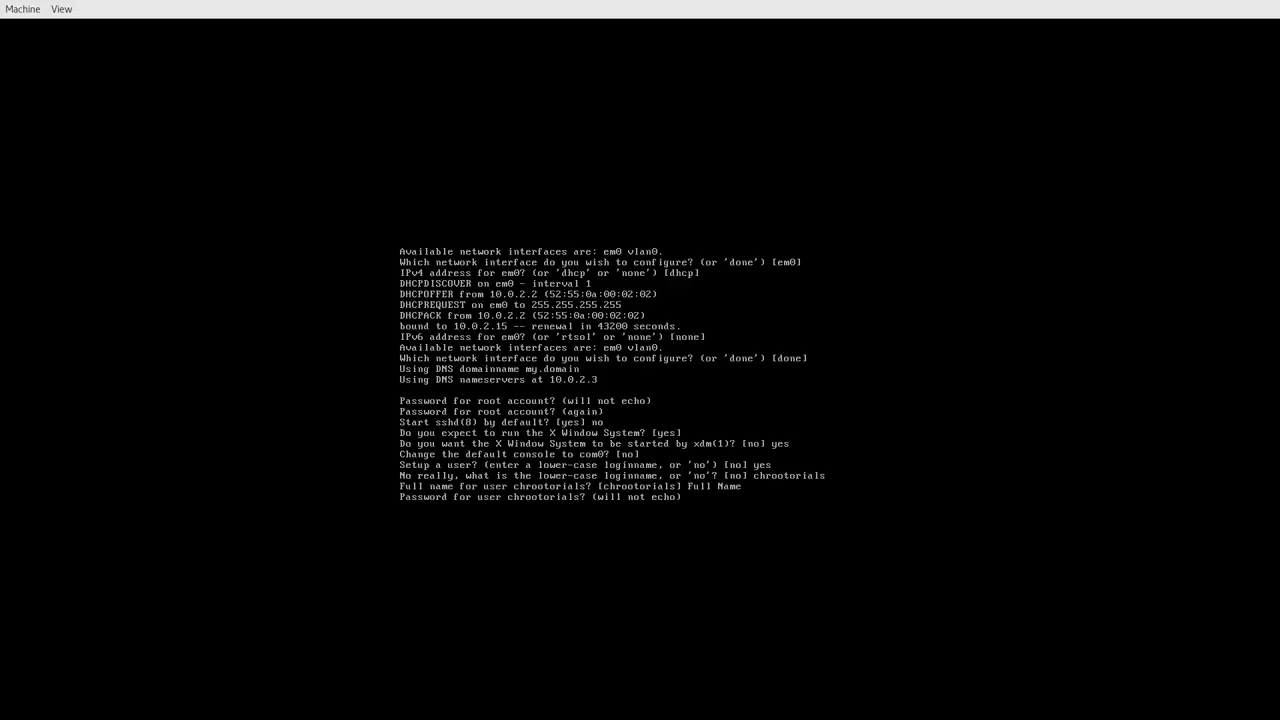 Machine View
Available network interfaces are: em0 vlan0.
Which network interface do you wish to configure? (or 'done') [em0]
IPv4 address for em0? (or 'dhcp' or 'none') [dhcp]
DHCPDISCOVER on em0 - interval 1
DHCPOFFER from 10.0.2.2 (52:55:0a:00:02:02)
DHCPREQUEST on em0 to 255.255.255.255
DHCPACK from 10.0.2.2 (52:55:0a:00:02:02)
bound to 10.0.2.15 -- renewal in 43200 seconds.
IPv6 address for em0? (or 'rtsol' or 'none') [none]
Available network interfaces are: em0 vlan0.
Which network interface do you wish to configure? (or 'done') [done]
Using DNS domainname my.domain
Using DNS nameservers at 10.0.2.3
Password for root account? (will not echo)
Password for root account? (again)
Start sshd(8) by default? [yes] no
Do you expect to run the X Window System? [yes]
Do you want the X Window System to be started by xdm(1)? [no] yes
Change the default console to com0? [no]
Setup a user? (enter a lower-case loginname, or 'no') [no] yes
No really, what is the lower-case loginname, or 'no'? [no] chrootorials
Full name for user chrootorials? [chrootorials] Full Name
Password for user chrootorials? (will not echo)